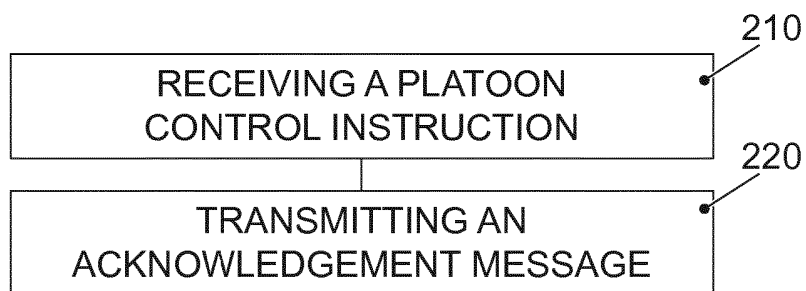 210
RECEIVING A PLATOON
CONTROL INSTRUCTION
220
TRANSMITTING AN
ACKNOWLEDGEMENT MESSAGE